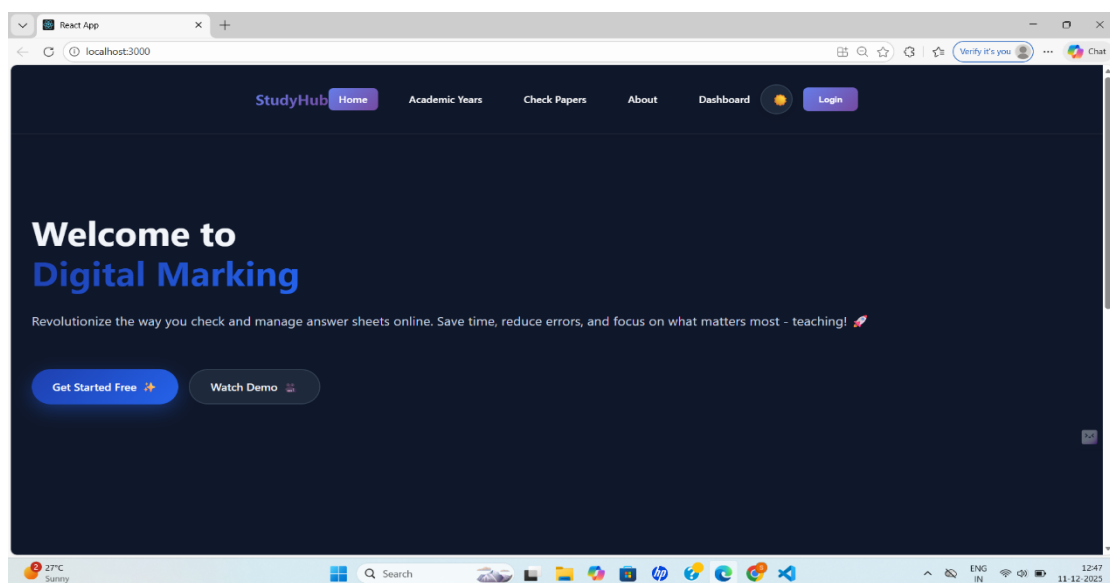 React App
localhost:3000
Verify it's you
Chat
StudyHub Home Academic Years Check Papers About Dashboard Login
Welcome to
Digital Marking
Revolutionize the way you check and manage answer sheets online. Save time, reduce errors, and focus on what matters most - teaching! 🚀
Get Started Free ✨ Watch Demo
2
27°C
Sunny
Search
hp
ENG
IN
12:47
11-12-2025